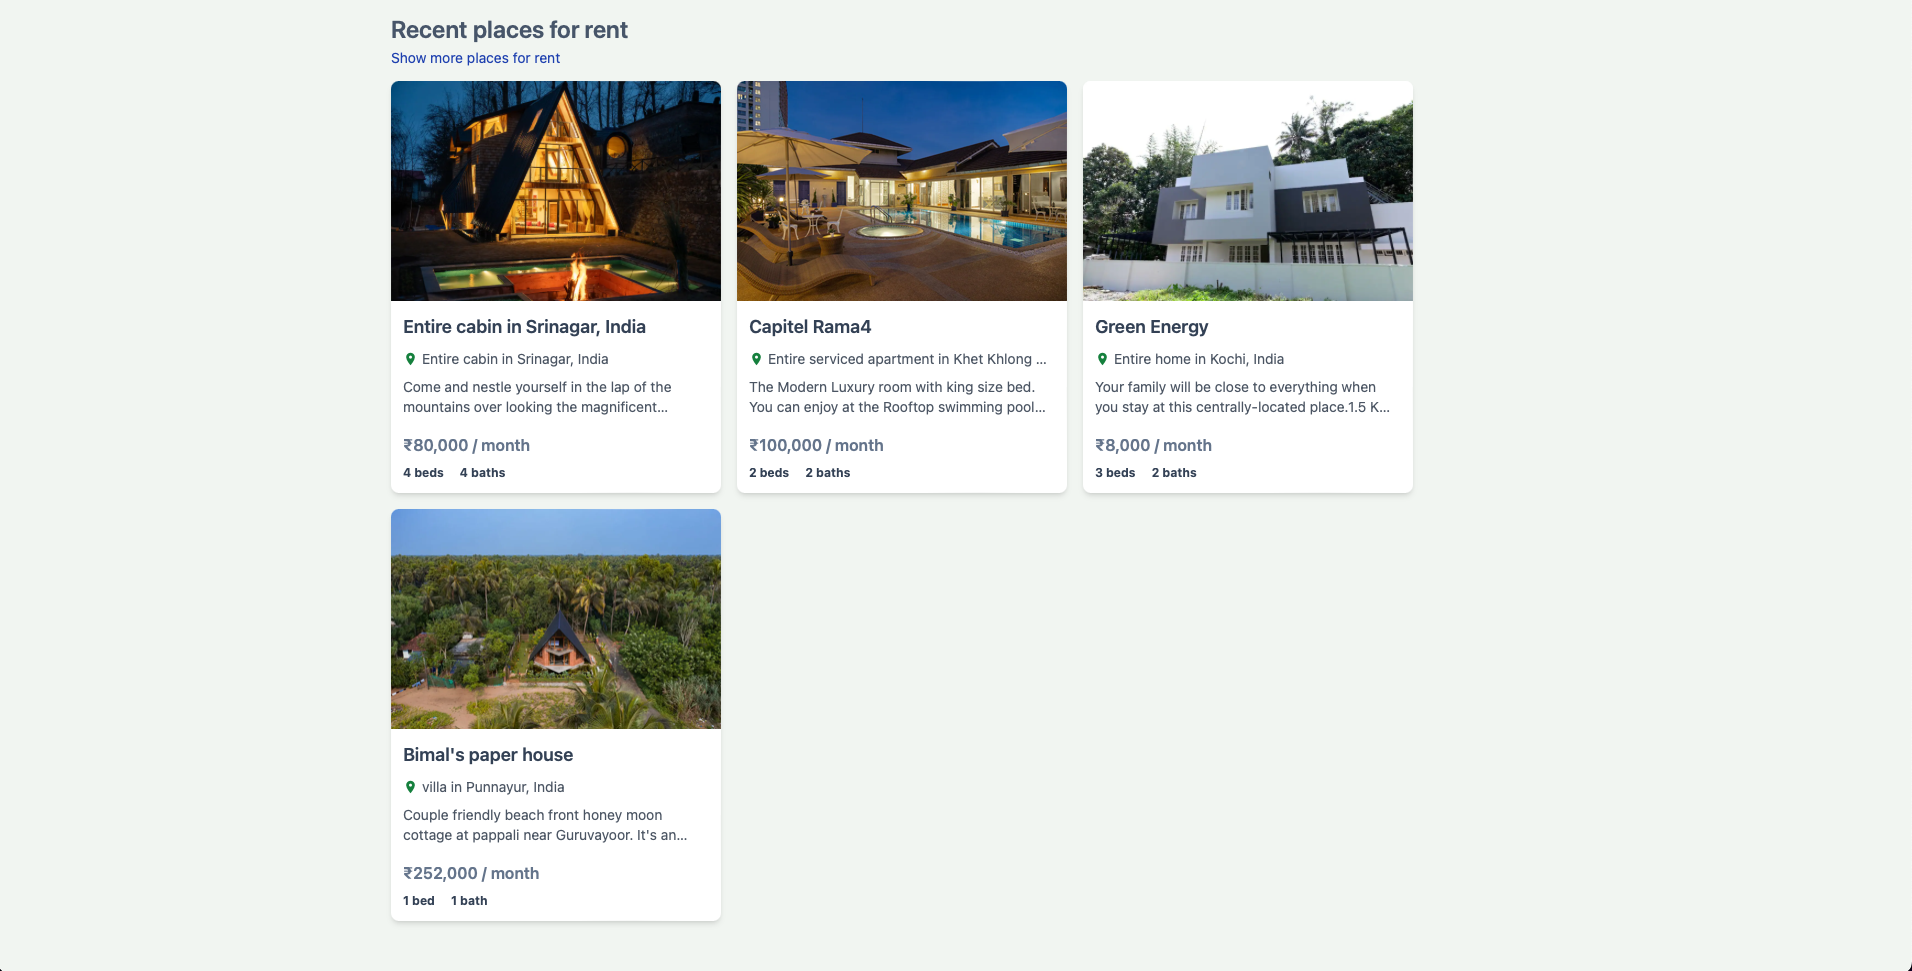 Recent places for rent
Show more places for rent
Entire cabin in Srinagar, India
Entire cabin in Srinagar, India
Come and nestle yourself in the lap of the
mountains over looking the magnificent...
₹80,000 / month
4 beds 4 baths
Capitel Rama4
Entire serviced apartment in Khet Khlong ...
The Modern Luxury room with king size bed.
You can enjoy at the Rooftop swimming pool...
₹100,000 / month
2 beds 2 baths
Green Energy
Entire home in Kochi, India
Your family will be close to everything when
you stay at this centrally-located place.1.5 K...
₹8,000 / month
3 beds 2 baths
Bimal's paper house
villa in Punnayur, India
Couple friendly beach front honey moon
cottage at pappali near Guruvayoor. It's an...
₹252,000 / month
1 bed 1 bath